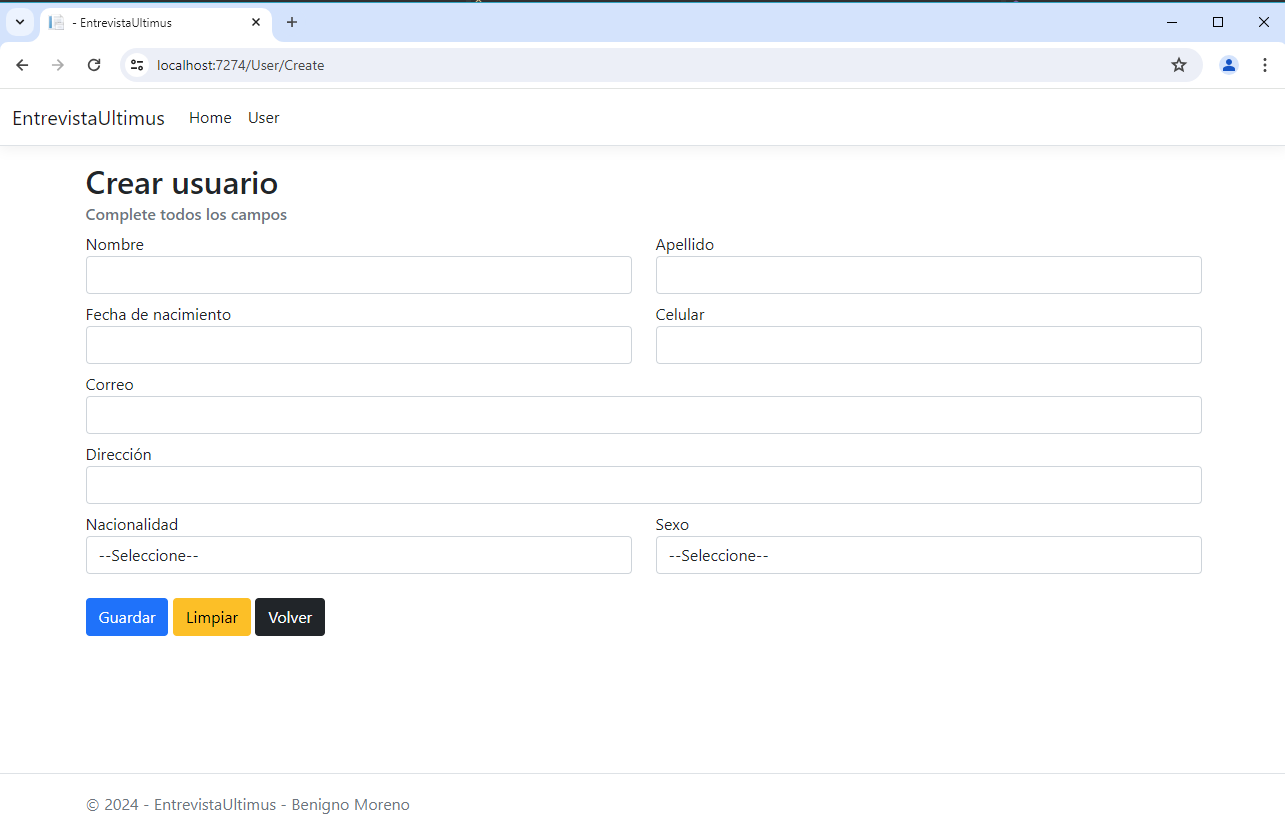 - EntrevistaUltimus
localhost:7274/User/Create
EntrevistaUltimus Home User
Crear usuario
Complete todos los campos
Nombre Apellido
Fecha de nacimiento Celular
Correo
Dirección
Nacionalidad Sexo
--Seleccione-- --Seleccione--
Guardar Limpiar Volver
© 2024 - EntrevistaUltimus - Benigno Moreno